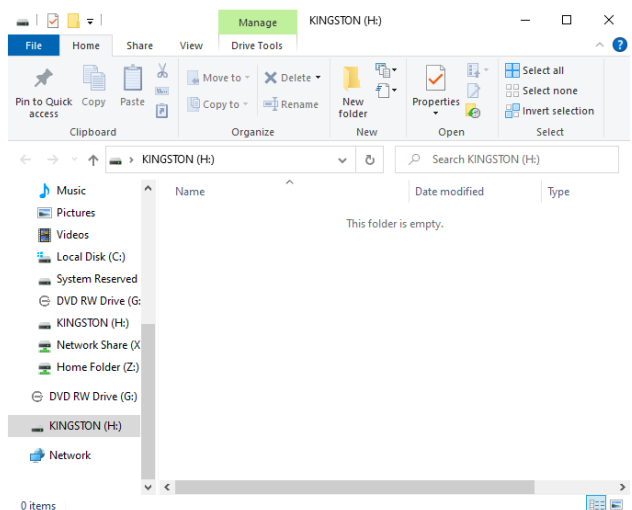 Manage KINGSTON (H:)
File Home Share View Drive Tools
Pin to Quick access
Copy
Paste
Move to
Copy to
Delete
Rename
New folder
Properties
Select all
Select none
Invert selection
Clipboard Organize New Open Select
KINGSTON (H:)
Search KINGSTON (H:)
Name Date modified Type
This folder is empty.
Music
Pictures
Videos
Local Disk (C:)
System Reserved
DVD RW Drive (G:
KINGSTON (H:)
Network Share (X
Home Folder (Z:)
DVD RW Drive (G:)
KINGSTON (H:)
Network
0 items